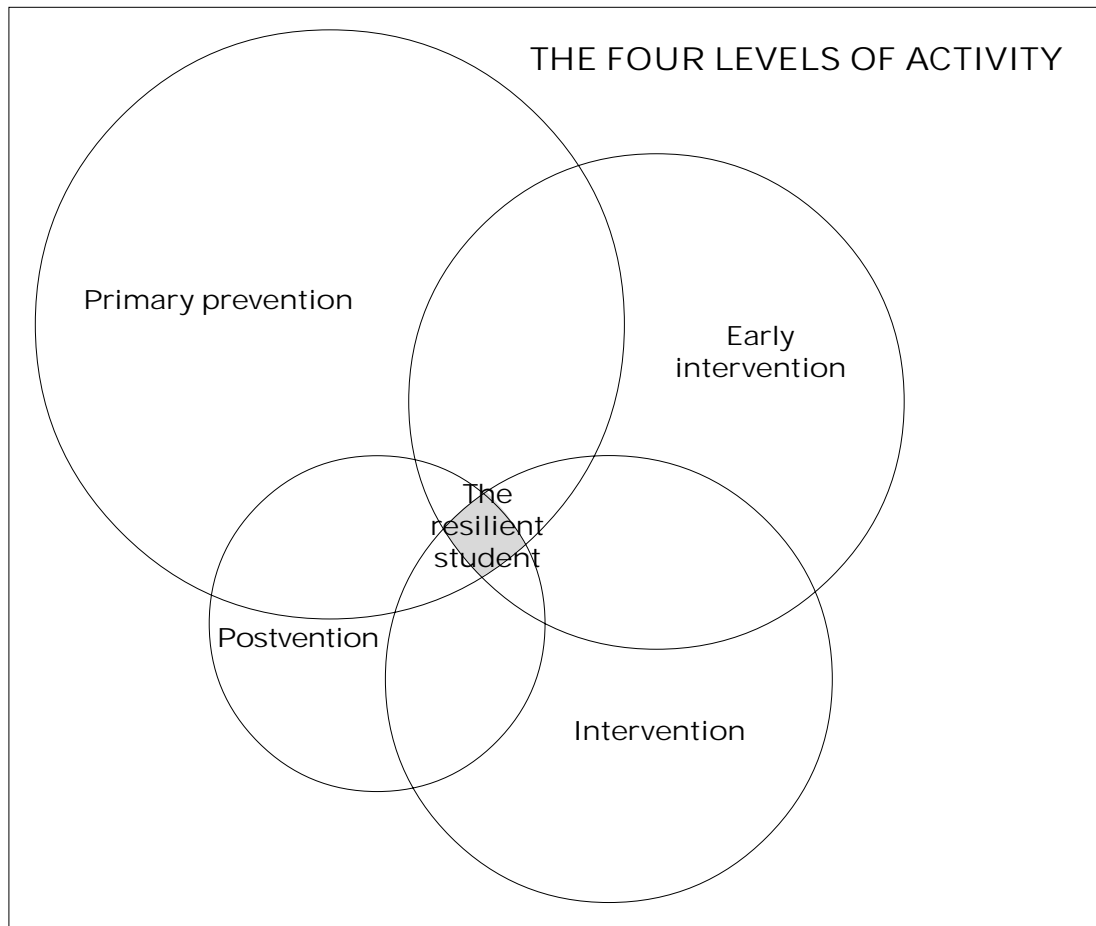 THE FOUR LEVELS OF ACTIVITY
Primary prevention
Early
intervention
The
resilient
student
Postvention
Intervention